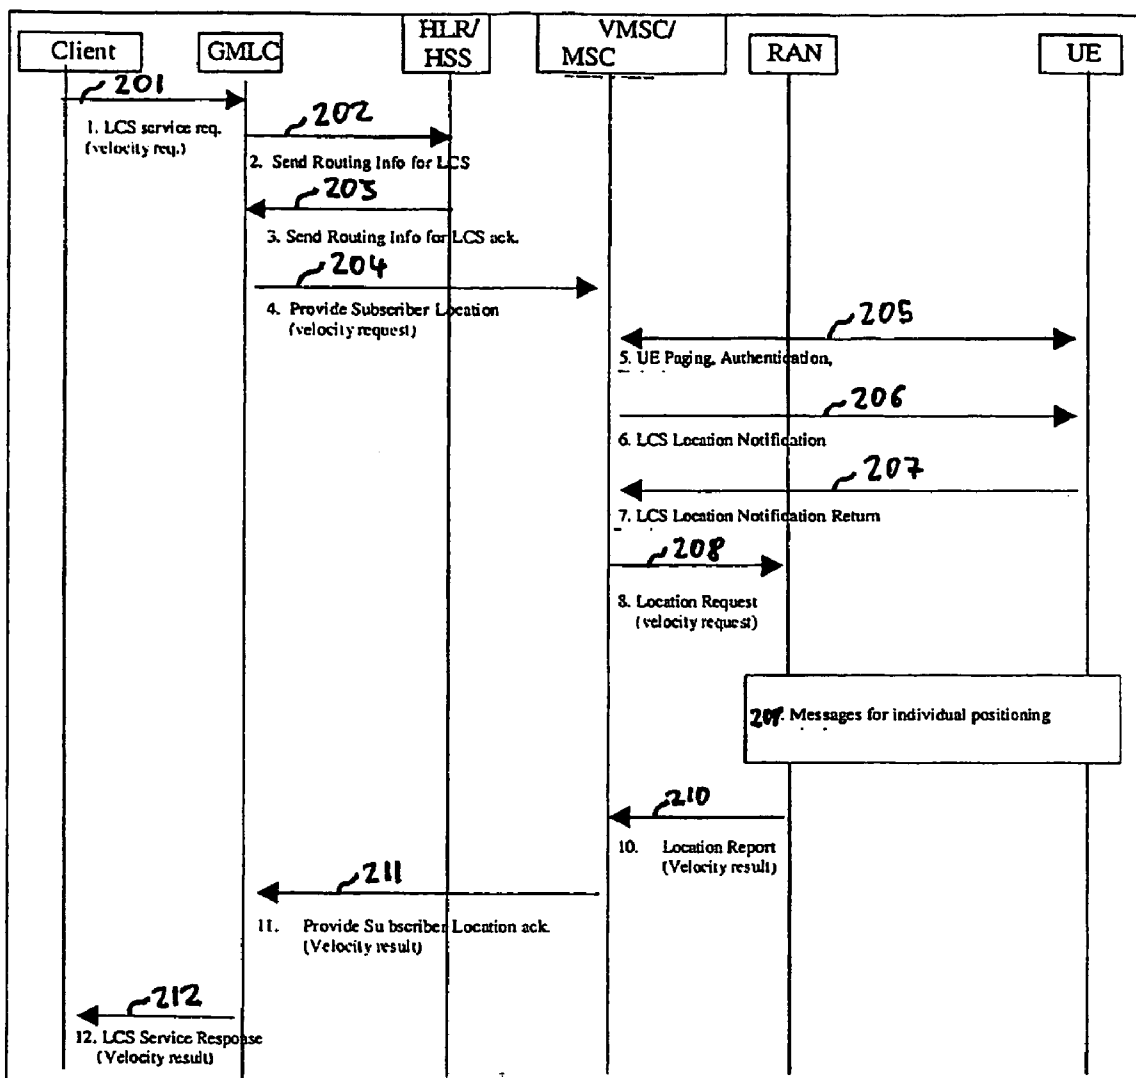 Client
GMLC
HLR/
HSS
VMSC/
MSC
RAN
UE
201
1. LCS service req.
(velocity req.)
202
2. Send Routing Info for LCS
203
3. Send Routing Info for LCS ack.
204
4. Provide Subscriber Location
(velocity request)
205
5. UE Paging, Authentication,
206
6. LCS Location Notification
207
7. LCS Location Notification Return
208
8. Location Request
(velocity request)
209. Messages for individual positioning
210
10. Location Report
(Velocity result)
211
11. Provide Su bscriber Location ack.
(Velocity result)
212
12. LCS Service Response
(Velocity result)